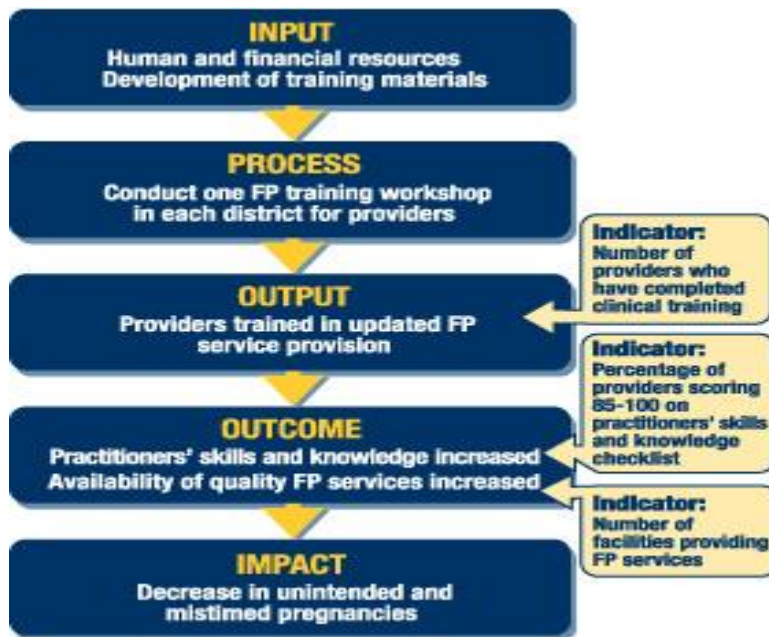 INPUT
Human and financial resources
Development of training materials
PROCESS
Conduct one FP training workshop
in each district for providers
OUTPUT
Providers trained in updated FP
service provision
Indicator:
Number of
providers who
have completed
clinical training
OUTCOME
Practitioners' skills and knowledge increased
Availability of quality FP services increased
Indicator:
Percentage of
providers scoring
85-100 on
practitioners' skills
and knowledge
checklist
Indicator:
Number of
facilities providing
FP services
IMPACT
Decrease in unintended and
mistimed pregnancies